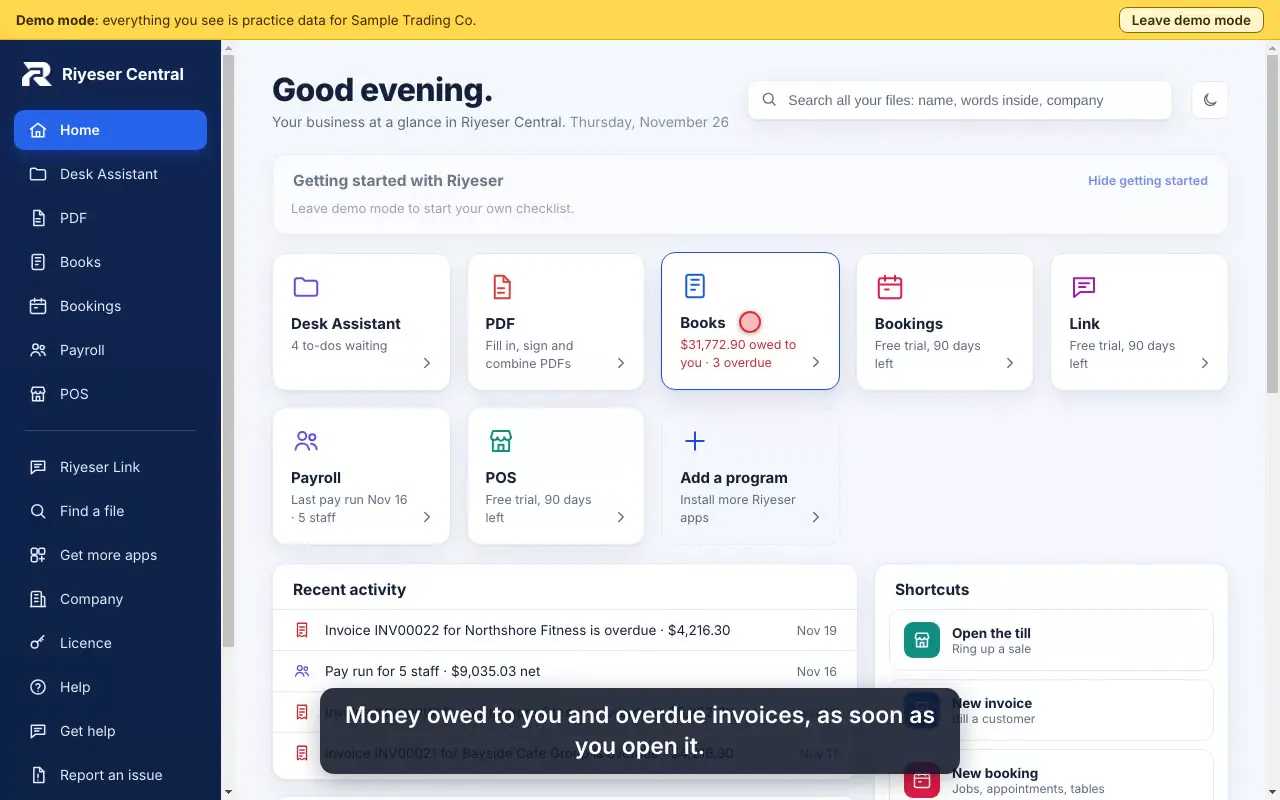 Demo mode: everything you see is practice data for Sample Trading Co.
Leave demo mode
Riyeser Central
Home
Desk Assistant
PDF
Books
Bookings
Payroll
POS
Riyeser Link
Find a file
Get more apps
Company
Licence
Help
Get help
Report an issue
Good evening.
Your business at a glance in Riyeser Central. Thursday, November 26
Search all your files: name, words inside, company
Getting started with Riyeser
Hide getting started
Leave demo mode to start your own checklist.
Desk Assistant
4 to-dos waiting
PDF
Fill in, sign and
combine PDFs
Books
$31,772.90 owed to
you · 3 overdue
Bookings
Free trial, 90 days
left
Link
Free trial, 90 days
left
Payroll
Last pay run Nov 16
· 5 staff
POS
Free trial, 90 days
left
Add a program
Install more Riyeser
apps
Recent activity
Invoice INV00022 for Northshore Fitness is overdue · $4,216.30
Nov 19
Pay run for 5 staff · $9,035.03 net
Nov 16
Invoice INV00021 for Bayside Cafe
Nov 11
Shortcuts
Open the till
Ring up a sale
New invoice
Bill a customer
New booking
Jobs, appointments, tables
Money owed to you and overdue invoices, as soon as
you open it.